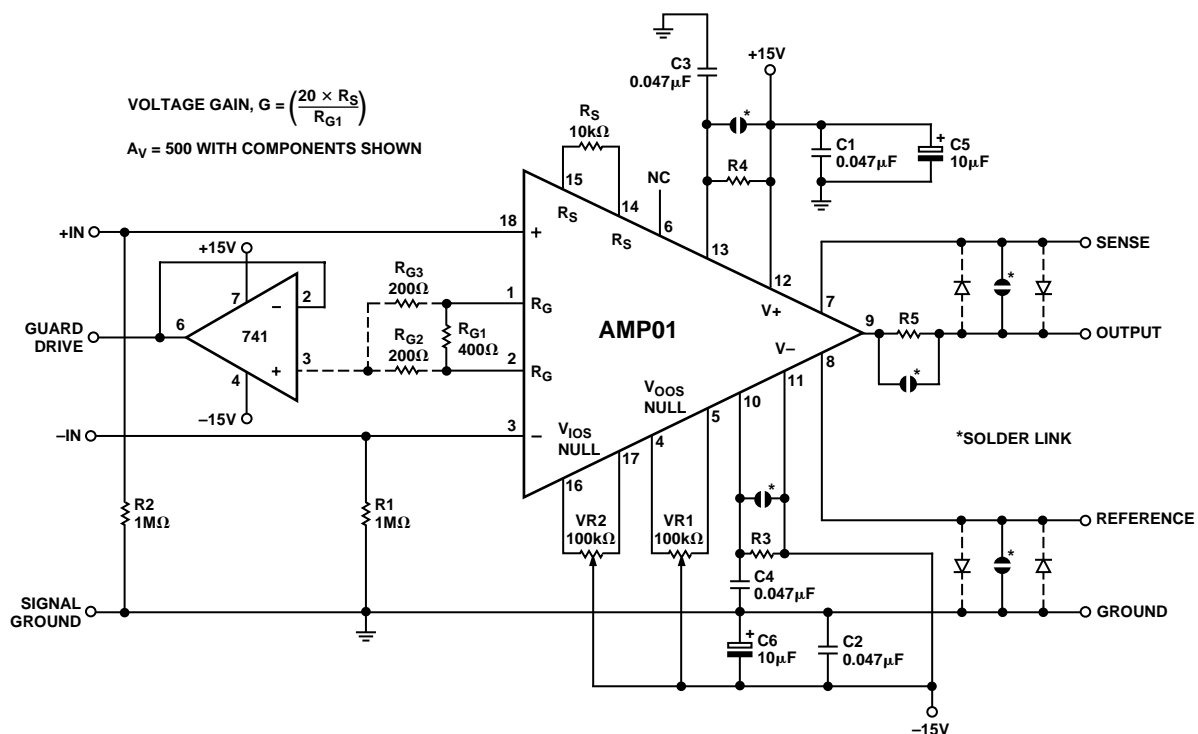 VOLTAGE GAIN, G = (20 × RS / RG1)
AV = 500 WITH COMPONENTS SHOWN
C3
0.047µF
+15V
*
R4
C1
0.047µF
+
C5
10µF
RS
10kΩ
15
14
RS
RS
NC
6
13
12
18
+
+IN
+15V
7
2
−
6
741
3
+
4
−15V
GUARD
DRIVE
RG3
200Ω
RG2
200Ω
RG1
400Ω
1
RG
2
RG
AMP01
V+
V−
7
9
8
R5
*
*
*
SENSE
OUTPUT
11
10
VOOS
NULL
5
4
–IN
3
−
VIOS
NULL
17
16
*SOLDER LINK
R2
1MΩ
R1
1MΩ
VR2
100kΩ
VR1
100kΩ
*
R3
C4
0.047µF
REFERENCE
*
SIGNAL
GROUND
GROUND
+
C6
10µF
C2
0.047µF
–15V